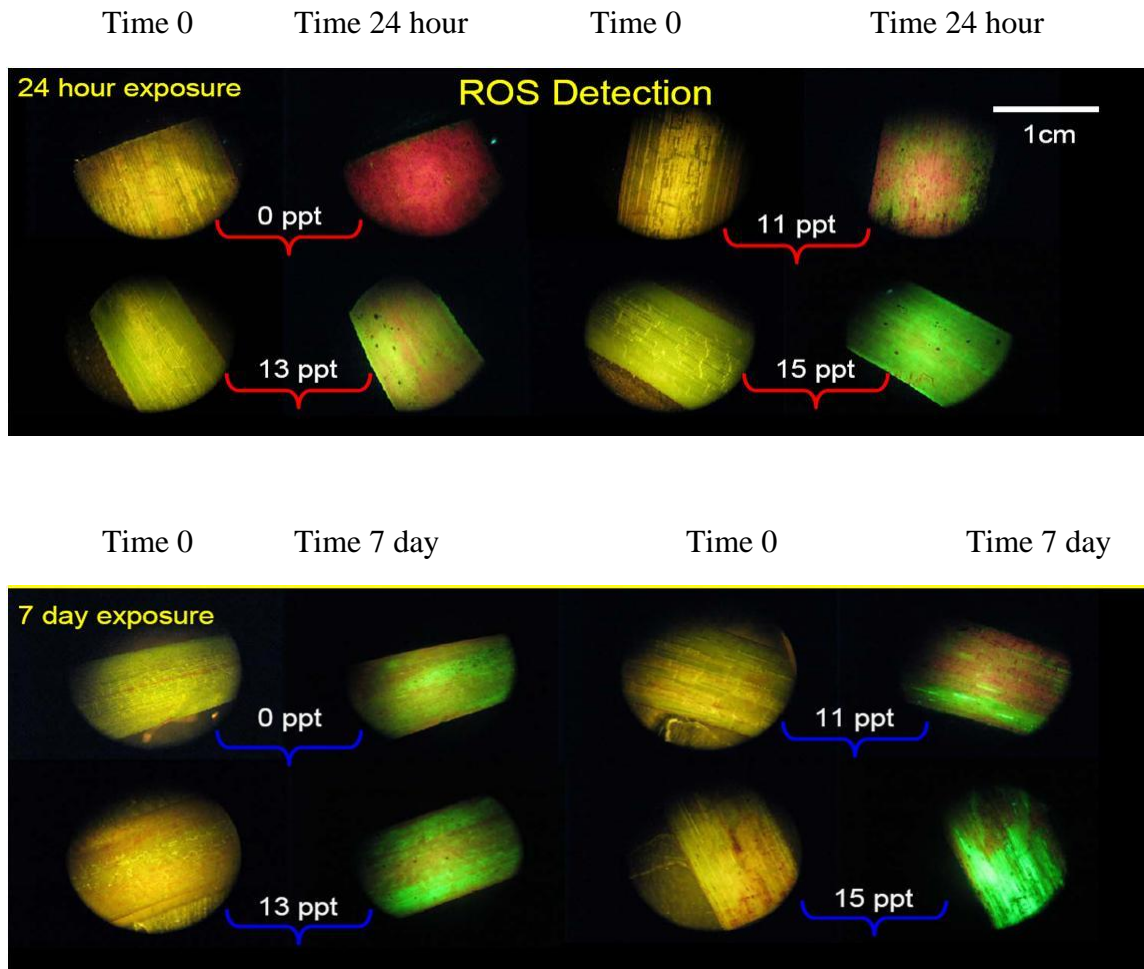 Time 0 Time 24 hour Time 0 Time 24 hour
24 hour exposure ROS Detection
1cm
0 ppt 11 ppt
13 ppt 15 ppt
Time 0 Time 7 day Time 0 Time 7 day
7 day exposure
0 ppt 11 ppt
13 ppt 15 ppt